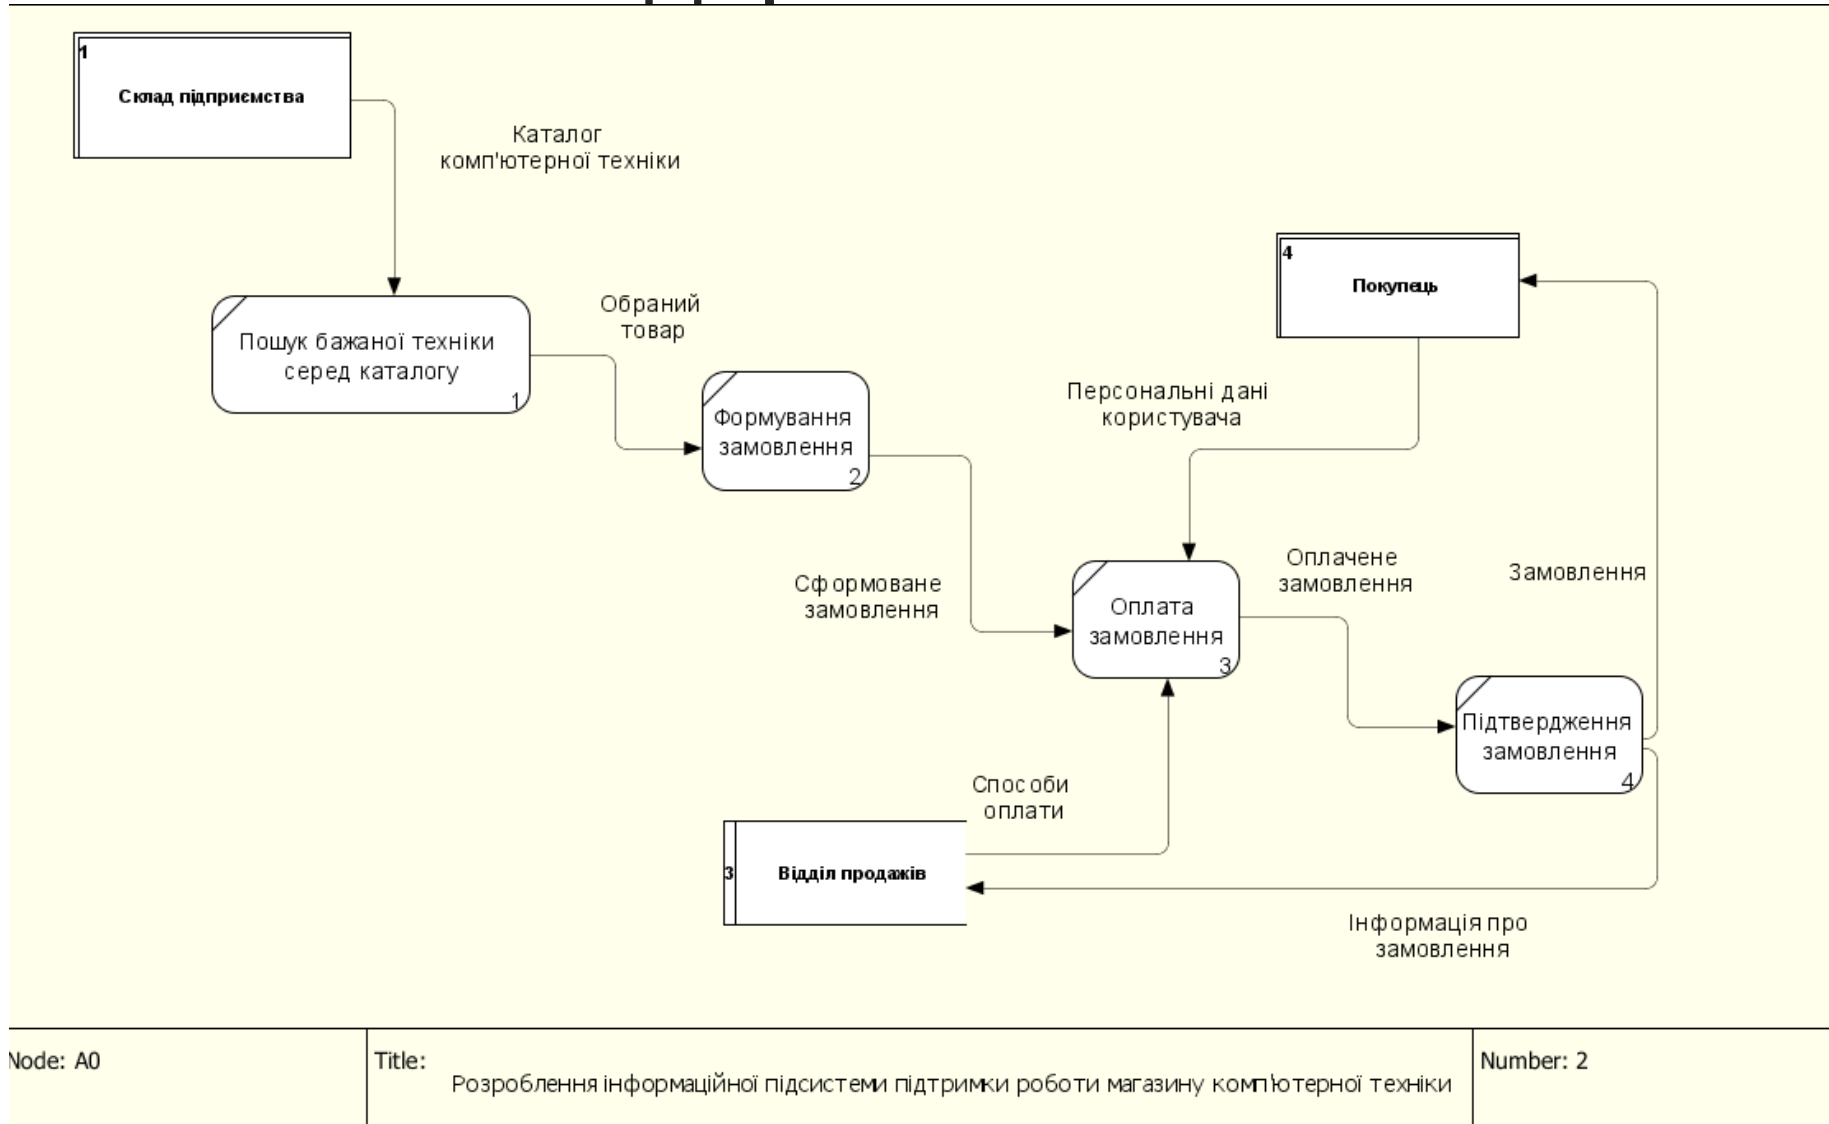 1
Склад підприємства
Каталог
комп'ютерної техніки
4
Покупець
Обраний
товар
Пошук бажаної техніки
серед каталогу
1
Персональні дані
користувача
Формування
замовлення
2
Оплачене
замовлення
Замовлення
Сформоване
замовлення
Оплата
замовлення
3
Підтвердження
замовлення
4
Способи
оплати
3
Відділ продажів
Інформація про
замовлення
Node: A0
Title:
Розроблення інформаційної підсистеми підтримки роботи магазину комп'ютерної техніки
Number: 2